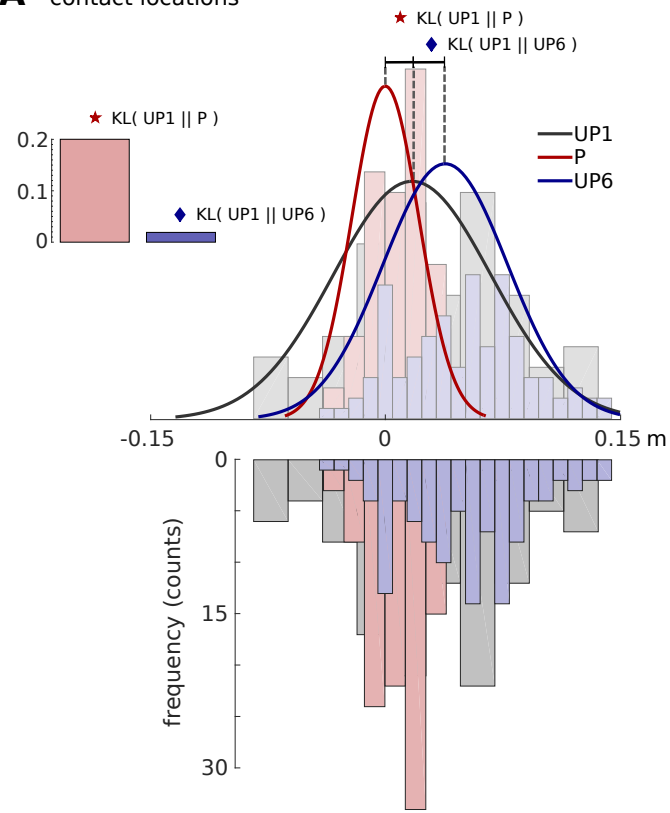 A contact locations
★ KL( UP1 || P )
◆ KL( UP1 || UP6 )
★ KL( UP1 || P )
0.2
0.1
0
◆ KL( UP1 || UP6 )
UP1
P
UP6
-0.15 0 0.15 m
0
15
30
frequency (counts)